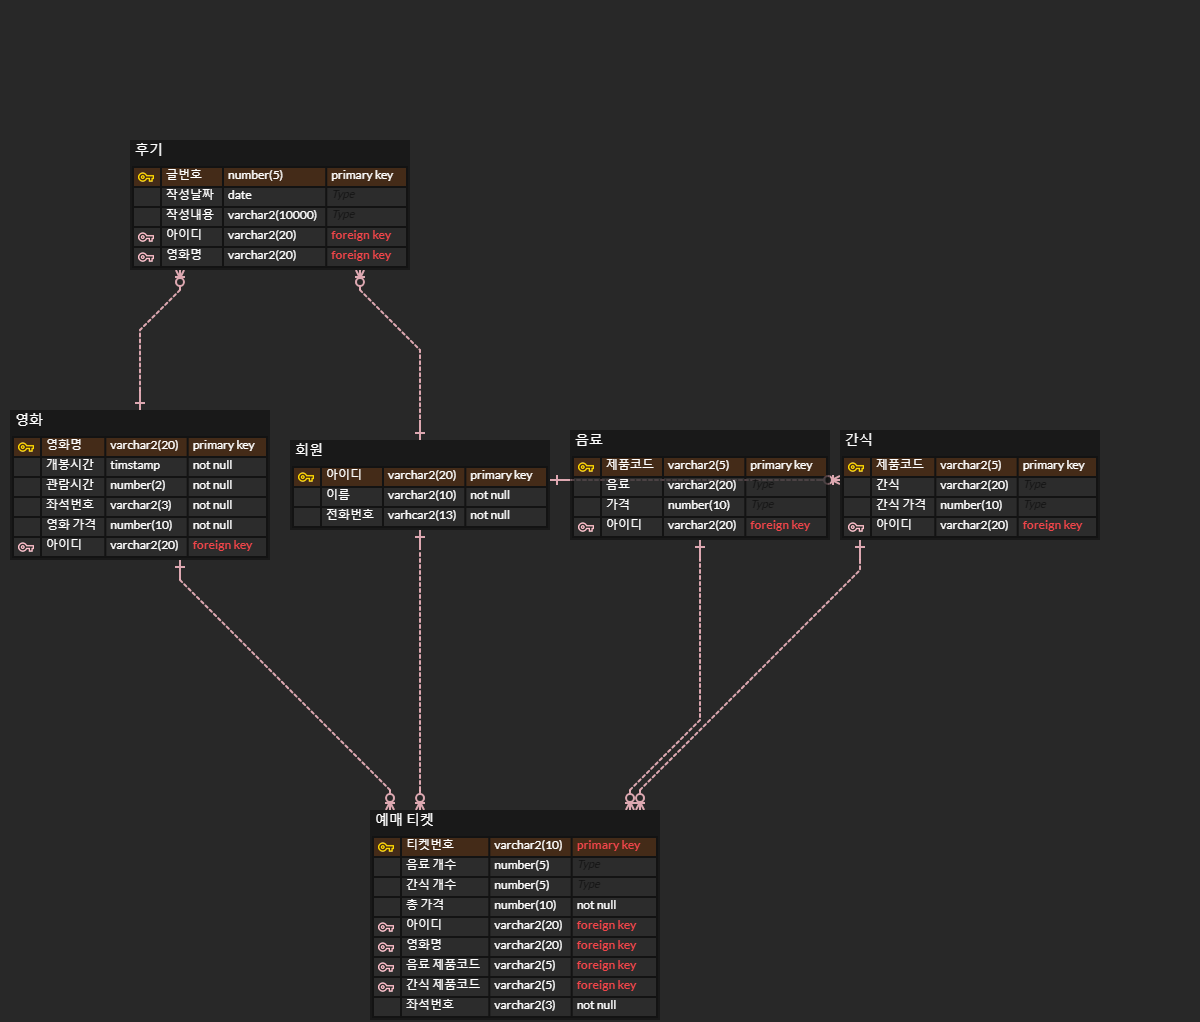 후기
글번호 number(5) primary key
작성날짜 date Type
작성내용 varchar2(10000) Type
아이디 varchar2(20) foreign key
영화명 varchar2(20) foreign key
영화
영화명 varchar2(20) primary key
개봉시간 timstamp not null
관람시간 number(2) not null
좌석번호 varchar2(3) not null
영화 가격 number(10) not null
아이디 varchar2(20) foreign key
회원
아이디 varchar2(20) primary key
이름 varchar2(10) not null
전화번호 varhcar2(13) not null
음료
제품코드 varchar2(5) primary key
음료 varchar2(20) Type
가격 number(10) Type
아이디 varchar2(20) foreign key
간식
제품코드 varchar2(5) primary key
간식 varchar2(20) Type
간식 가격 number(10) Type
아이디 varchar2(20) foreign key
예매 티켓
티켓번호 varchar2(10) primary key
음료 개수 number(5) Type
간식 개수 number(5) Type
총 가격 number(10) not null
아이디 varchar2(20) foreign key
영화명 varchar2(20) foreign key
음료 제품코드 varchar2(5) foreign key
간식 제품코드 varchar2(5) foreign key
좌석번호 varchar2(3) not null